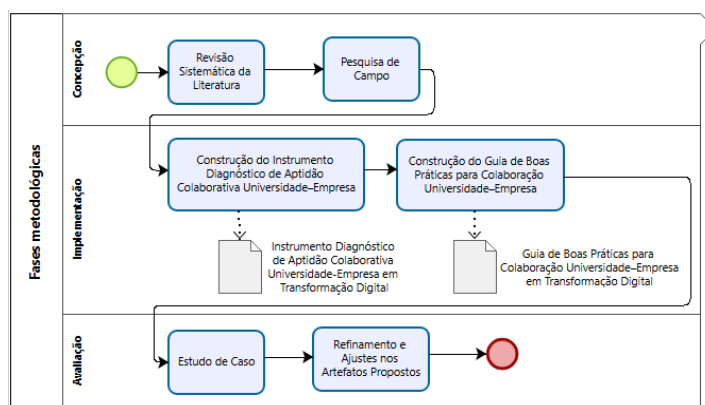 Fases metodológicas
Concepção
Revisão
Sistemática da
Literatura
Pesquisa de
Campo
Implementação
Construção do Instrumento
Diagnóstico de Aptidão
Colaborativa Universidade–Empresa
Construção do Guia de Boas
Práticas para Colaboração
Universidade–Empresa
Instrumento Diagnóstico
de Aptidão Colaborativa
Universidade-Empresa em
Transformação Digital
Guia de Boas Práticas para
Colaboração Universidade–Empresa
em Transformação Digital
Avaliação
Estudo de Caso
Refinamento e
Ajustes nos
Artefatos Propostos